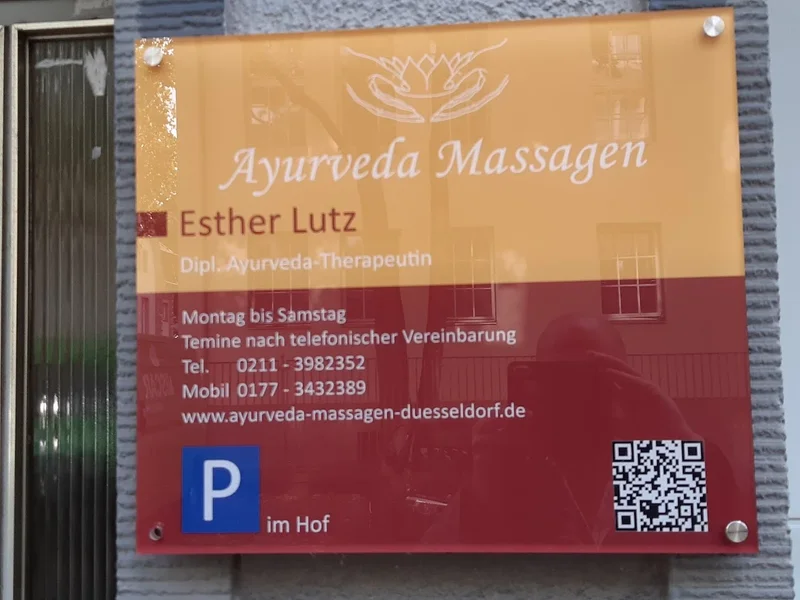 Ayurveda Massagen
Esther Lutz
Dipl. Ayurveda-Therapeutin
Montag bis Samstag
Temine nach telefonischer Vereinbarung
Tel. 0211 - 3982352
Mobil 0177 - 3432389
www.ayurveda-massagen-duesseldorf.de
P im Hof